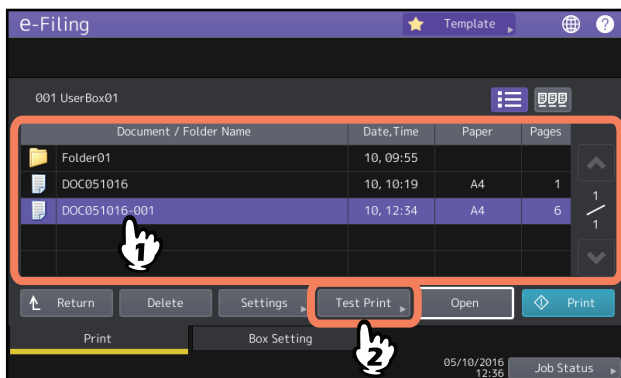 e-Filing
Template
?
001 UserBox01
Document / Folder Name Date,Time Paper Pages
Folder01 10, 09:55
DOC051016 10, 10:19 A4 1
DOC051016-001 10, 12:34 A4 6
1
1
1
Return Delete Settings Test Print Open Print
2
Print Box Setting
05/10/2016
12:36
Job Status